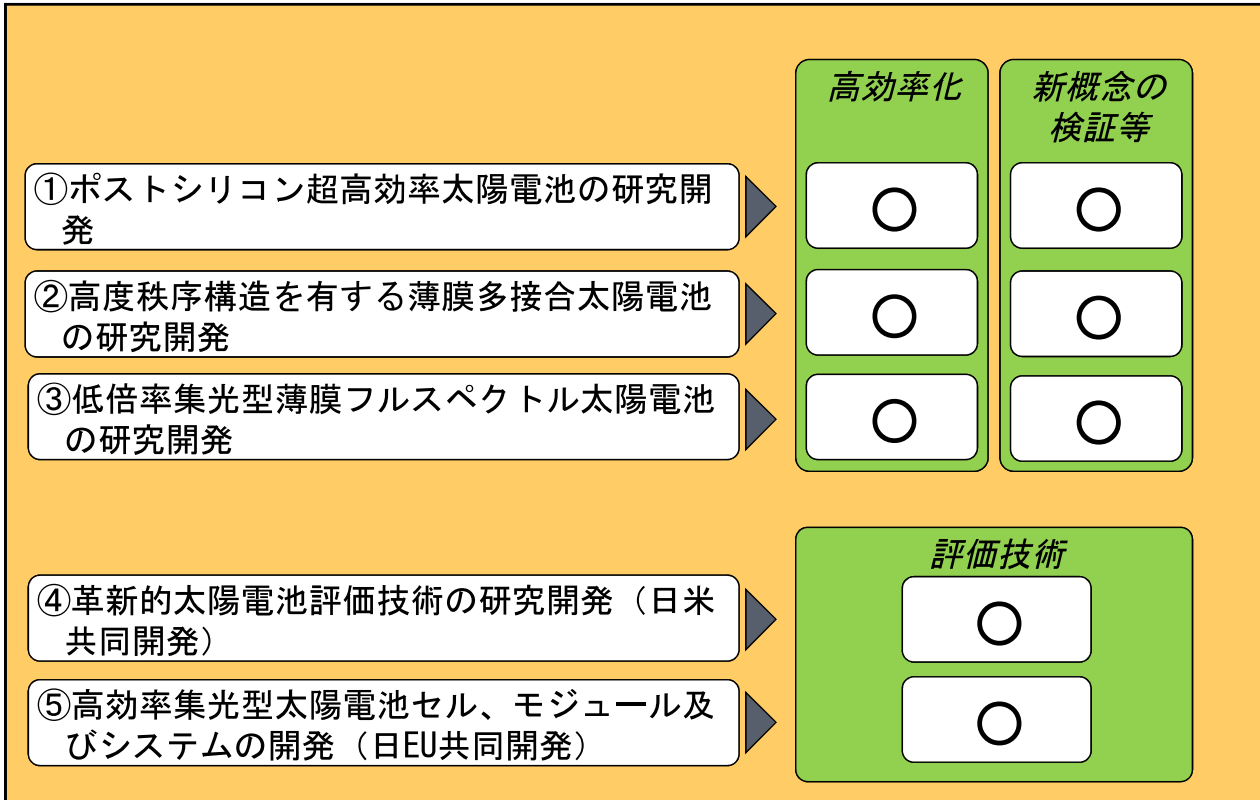 高効率化
新概念の
検証等
①ポストシリコン超高効率太陽電池の研究開
発
○
○
②高度秩序構造を有する薄膜多接合太陽電池
の研究開発
○
○
③低倍率集光型薄膜フルスペクトル太陽電池
の研究開発
○
○
評価技術
④革新的太陽電池評価技術の研究開発（日米
共同開発）
○
⑤高効率集光型太陽電池セル、モジュール及
びシステムの開発（日EU共同開発）
○